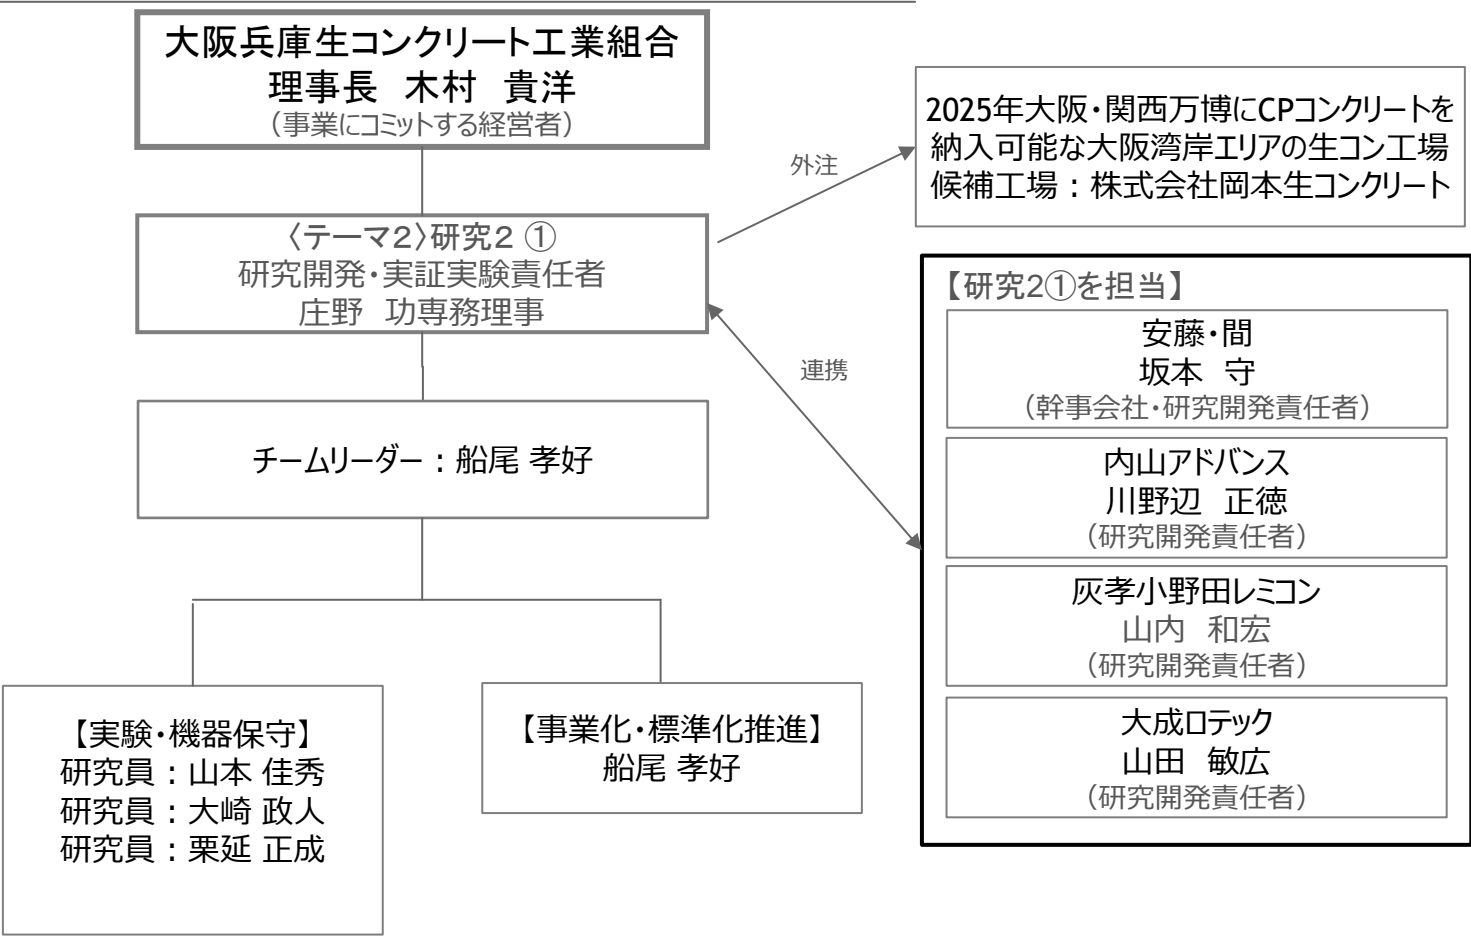 大阪兵庫生コンクリート工業組合
理事長　木村　貴洋
（事業にコミットする経営者）
外注
2025年大阪・関西万博にCPコンクリートを
納入可能な大阪湾岸エリアの生コン工場
候補工場：株式会社岡本生コンクリート
〈テーマ２〉研究２ ①
研究開発・実証実験責任者
庄野　功専務理事
連携
チームリーダー：船尾 孝好
【実験・機器保守】
研究員：山本 佳秀
研究員：大崎 政人
研究員：栗延 正成
【事業化・標準化推進】
船尾 孝好
【研究2①を担当】
安藤・間
坂本　守
（幹事会社・研究開発責任者）
内山アドバンス
川野辺　正徳
（研究開発責任者）
灰孝小野田レミコン
山内　和宏
（研究開発責任者）
大成ロテック
山田　敏広
（研究開発責任者）